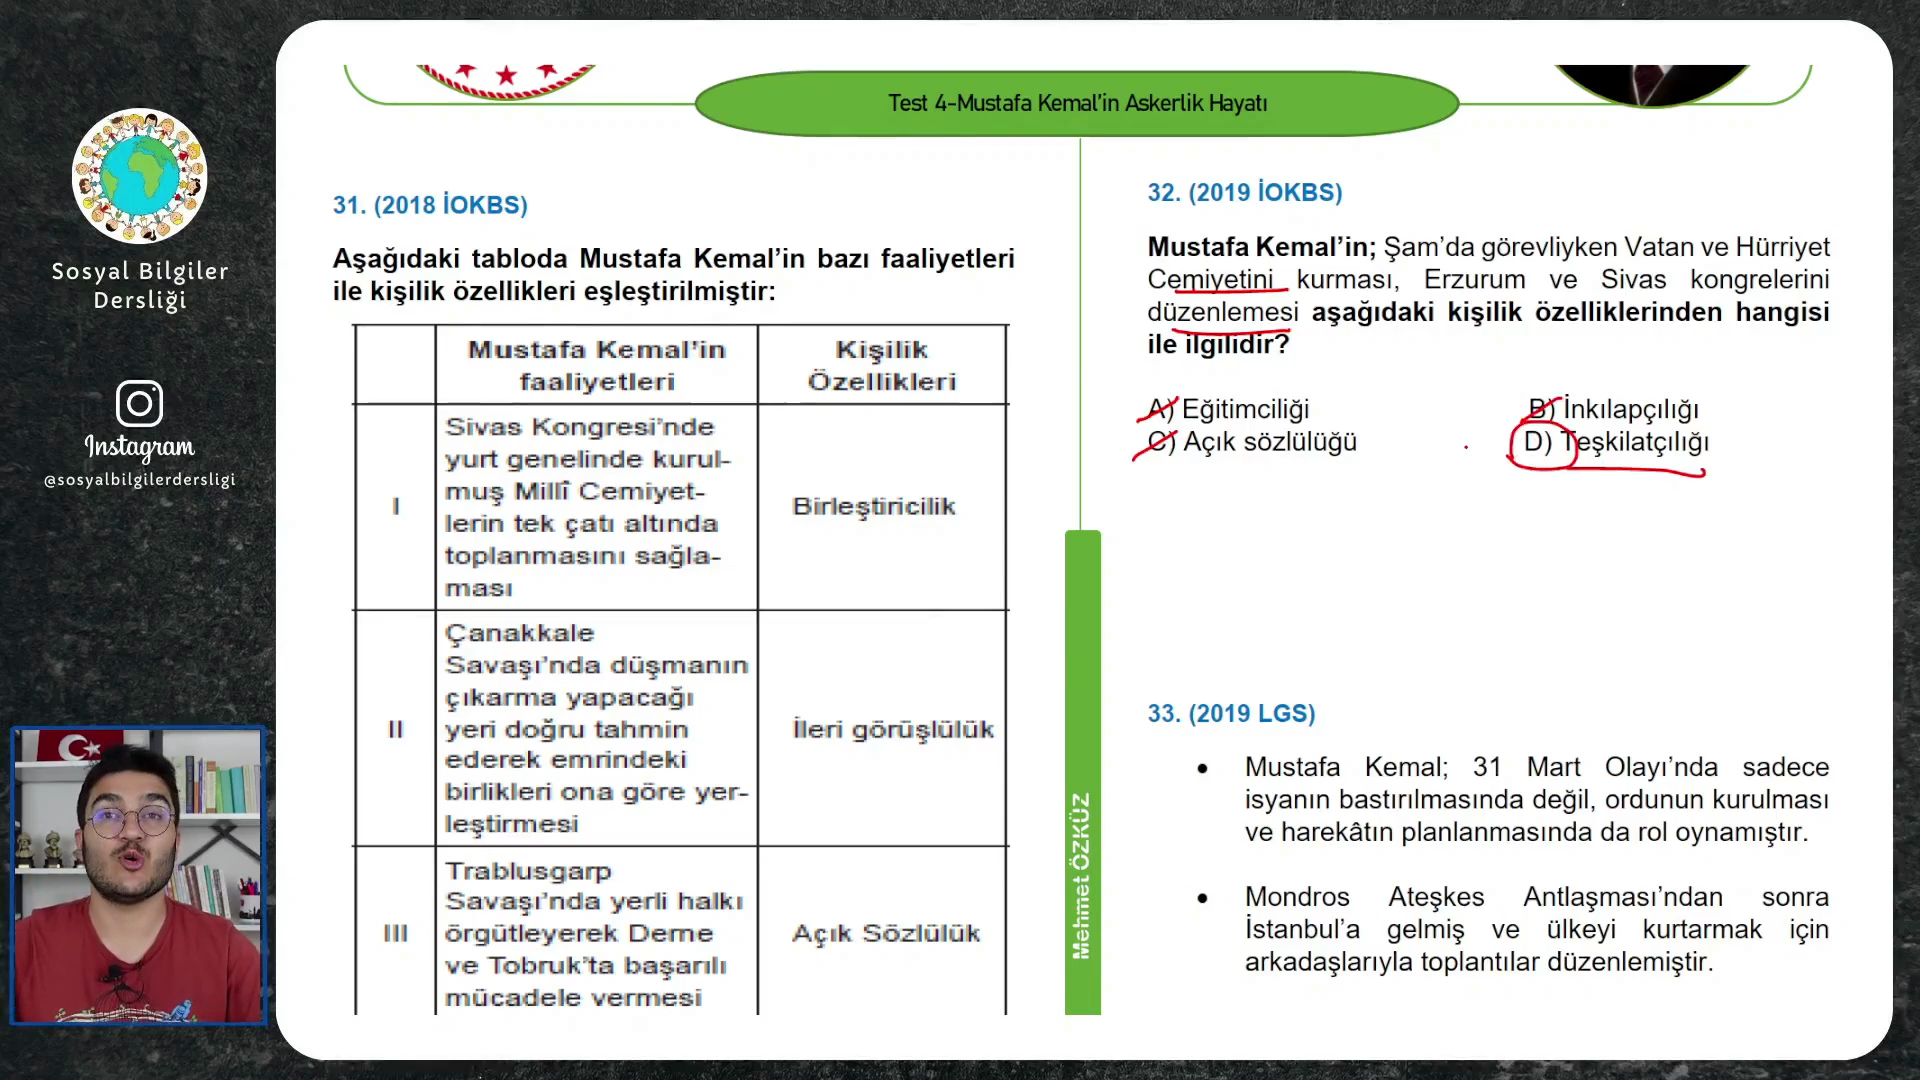 Sosyal Bilgiler
Dersliği
Instagram
@sosyalbilgilerdersligi
Test 4-Mustafa Kemal'in Askerlik Hayatı
31. (2018 İOKBS)
Aşağıdaki tabloda Mustafa Kemal'in bazı faaliyetleri
ile kişilik özellikleri eşleştirilmiştir:
Mustafa Kemal'in
faaliyetleri
Kişilik
Özellikleri
I
Sivas Kongresi'nde
yurt genelinde kurul-
muş Millî Cemiyet-
lerin tek çatı altında
toplanmasını sağla-
ması
Birleştiricilik
II
Çanakkale
Savaşı'nda düşmanın
çıkarma yapacağı
yeri doğru tahmin
ederek emrindeki
birlikleri ona göre yer-
leştirmesi
İleri görüşlülük
III
Trablusgarp
Savaşı'nda yerli halkı
örgütleyerek Derne
ve Tobruk'ta başarılı
mücadele vermesi
Açık Sözlülük
Mehmet ÖZKÜZ
32. (2019 İOKBS)
Mustafa Kemal'in; Şam'da görevliyken Vatan ve Hürriyet
Cemiyetini kurması, Erzurum ve Sivas kongrelerini
düzenlemesi aşağıdaki kişilik özelliklerinden hangisi
ile ilgilidir?
A) Eğitimciliği B) İnkılapçılığı
C) Açık sözlülüğü D) Teşkilatçılığı
33. (2019 LGS)
• Mustafa Kemal; 31 Mart Olayı'nda sadece
isyanın bastırılmasında değil, ordunun kurulması
ve harekâtın planlanmasında da rol oynamıştır.
• Mondros Ateşkes Antlaşması'ndan sonra
İstanbul'a gelmiş ve ülkeyi kurtarmak için
arkadaşlarıyla toplantılar düzenlemiştir.